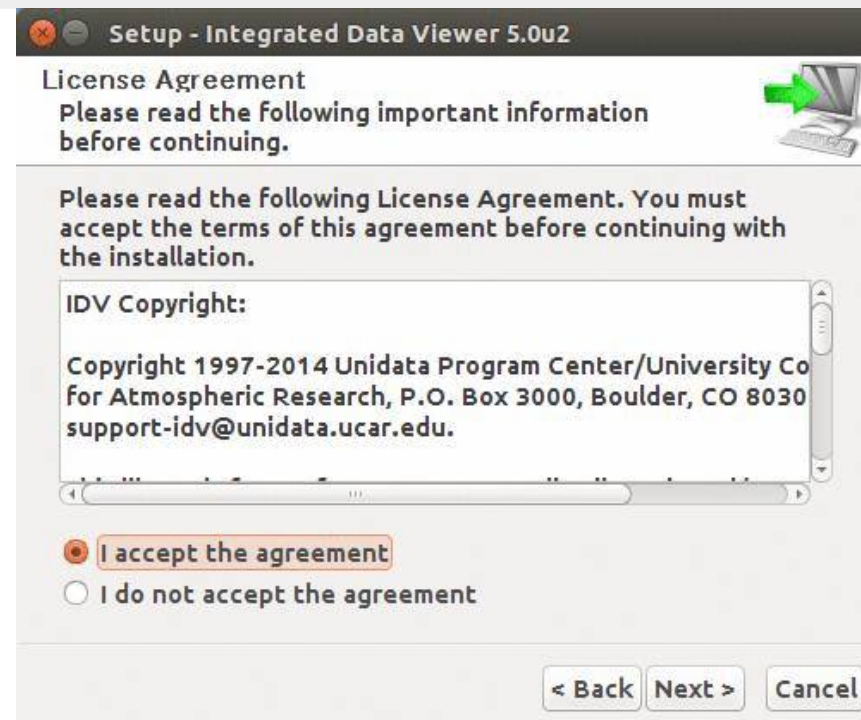 Setup - Integrated Data Viewer 5.0u2
License Agreement
Please read the following important information
before continuing.
Please read the following License Agreement. You must
accept the terms of this agreement before continuing with
the installation.
IDV Copyright:
Copyright 1997-2014 Unidata Program Center/University Co
for Atmospheric Research, P.O. Box 3000, Boulder, CO 8030
support-idv@unidata.ucar.edu.
I accept the agreement
I do not accept the agreement
< Back Next > Cancel